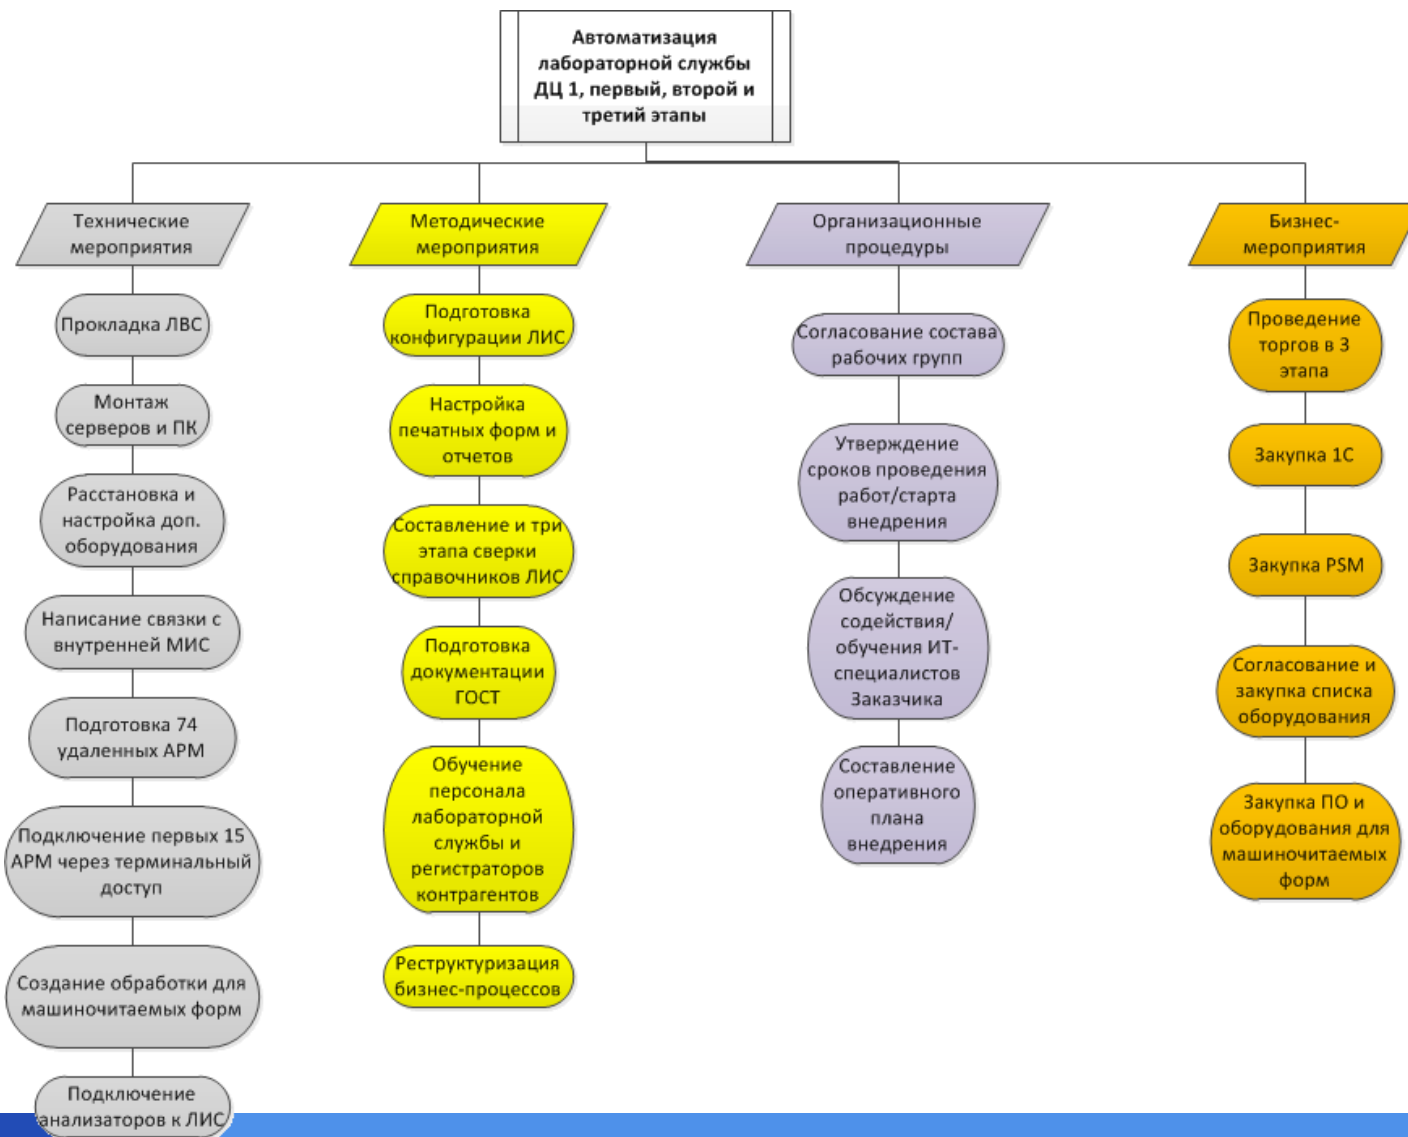 Автоматизация
лабораторной службы
ДЦ 1, первый, второй и
третий этапы
Технические
мероприятия
Прокладка ЛВС
Монтаж
серверов и ПК
Расстановка и
настройка доп.
оборудования
Написание связки с
внутренней МИС
Подготовка 74
удаленных АРМ
Подключение первых 15
АРМ через терминальный
доступ
Создание обработки для
машиночитаемых форм
Подключение
анализаторов к ЛИС
Методические
мероприятия
Подготовка
конфигурации ЛИС
Настройка
печатных форм и
отчетов
Составление и три
этапа сверки
справочников ЛИС
Подготовка
документации
ГОСТ
Обучение
персонала
лабораторной
службы и
регистраторов
контрагентов
Реструктуризация
бизнес-процессов
Организационные
процедуры
Согласование состава
рабочих групп
Утверждение
сроков проведения
работ/старта
внедрения
Обсуждение
содействия/
обучения ИТ-
специалистов
Заказчика
Составление
оперативного
плана
внедрения
Бизнес-
мероприятия
Проведение
торгов в 3
этапа
Закупка 1С
Закупка PSM
Согласование и
закупка списка
оборудования
Закупка ПО и
оборудования для
машиночитаемых
форм